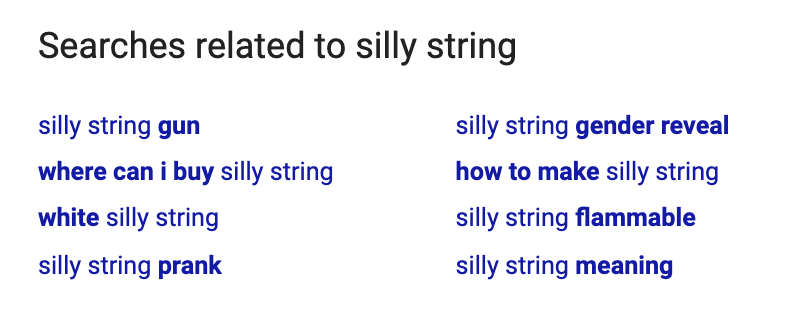 Searches related to silly string
silly string gun
where can i buy silly string
white silly string
silly string prank
silly string gender reveal
how to make silly string
silly string flammable
silly string meaning